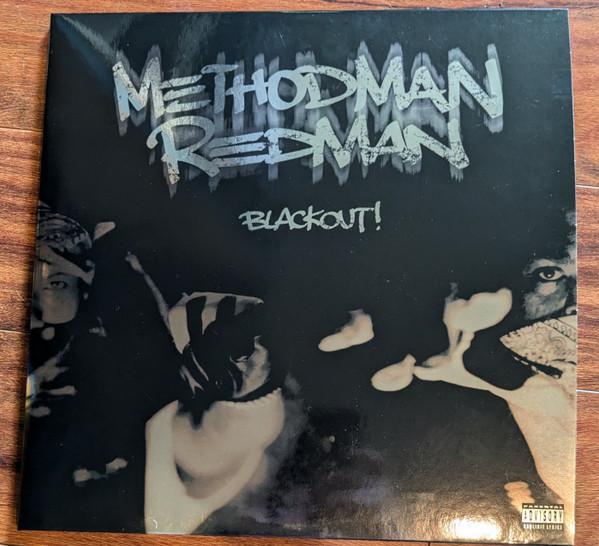 METHODMAN
REDMAN
BLACKOUT!
PARENTAL
ADVISORY
EXPLICIT LYRICS